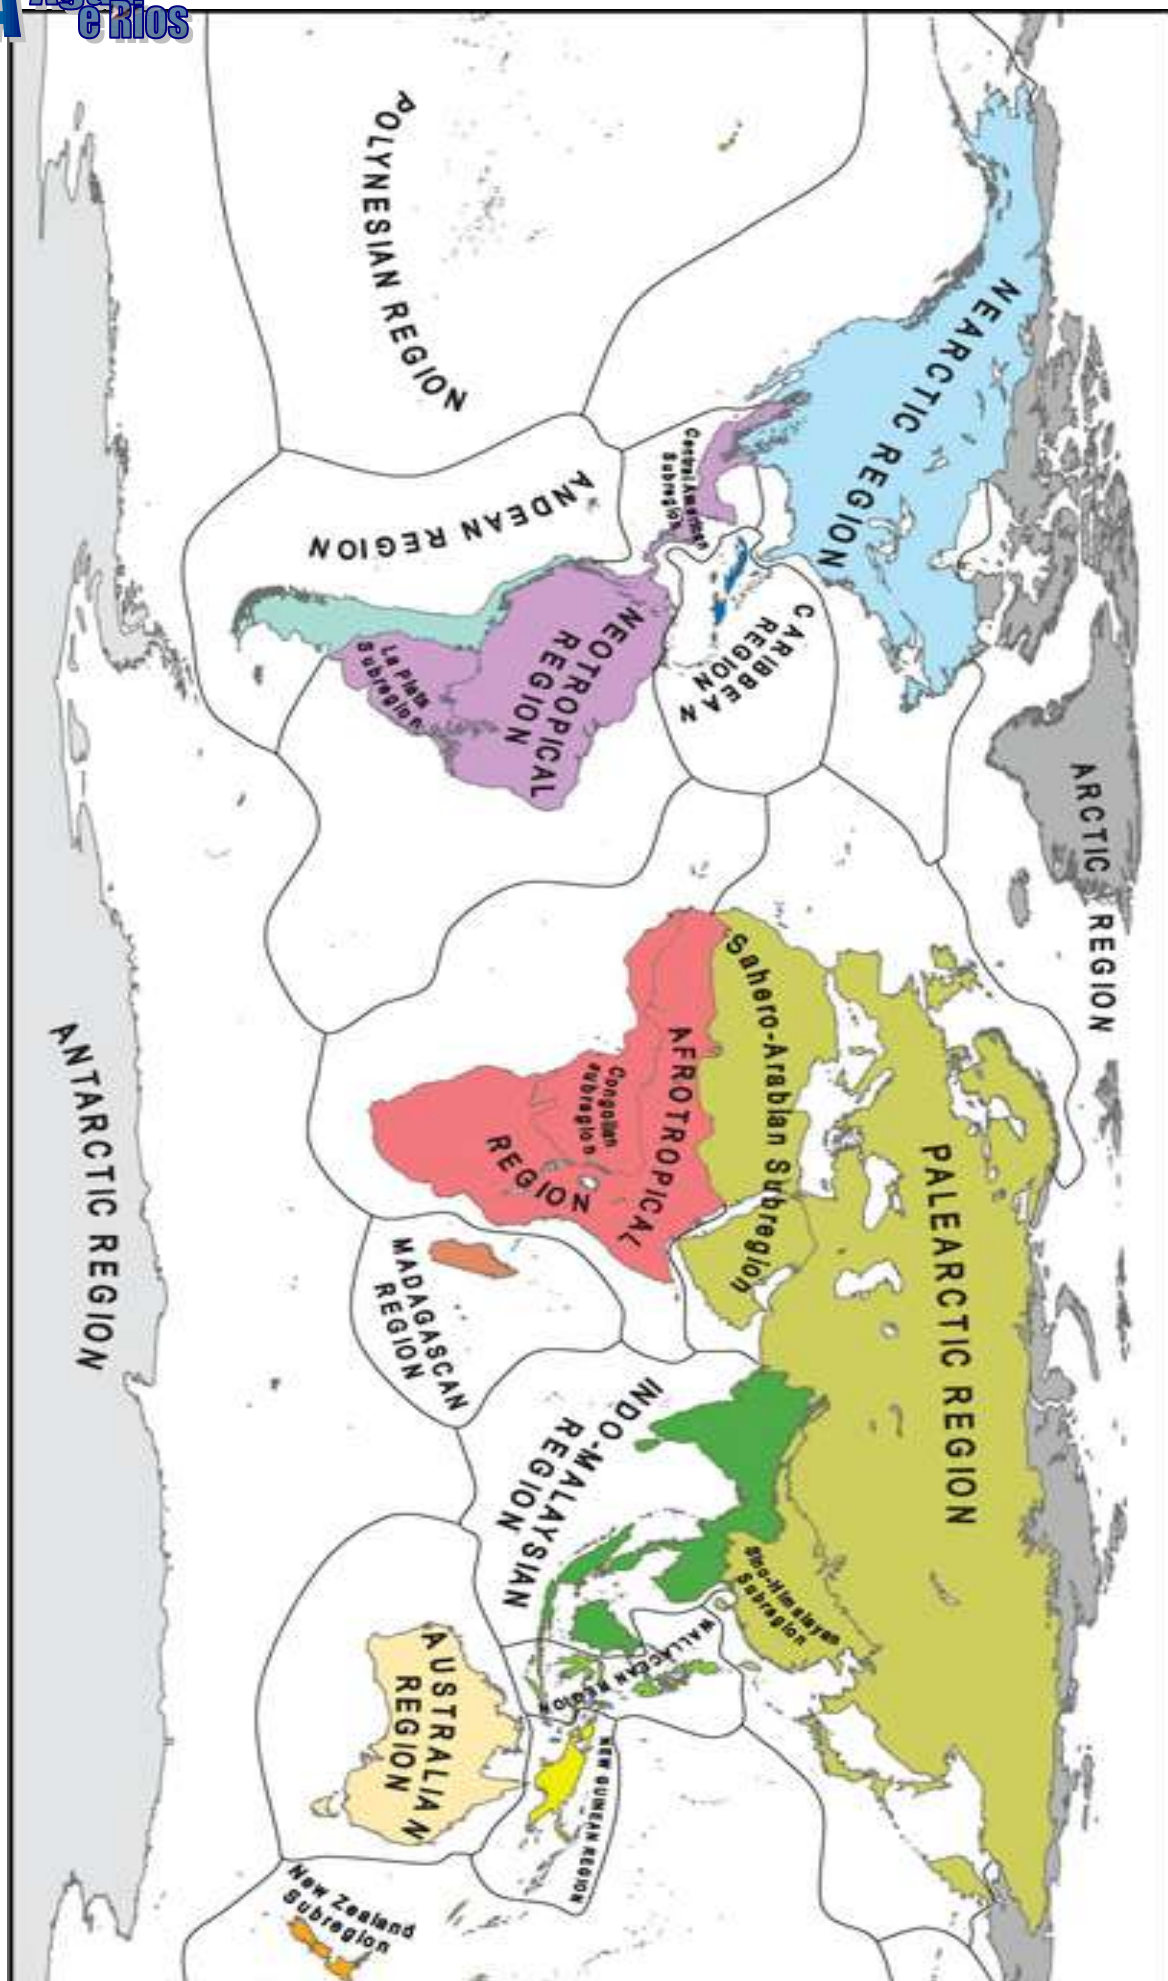 e Rios
POLYNESIAN REGION
NEARCTIC REGION
ARCTIC REGION
Central American
Subregion
CARIBBEAN
REGION
ANDEAN REGION
NEOTROPICAL
REGION
La Plata
Subregion
PALEARCTIC REGION
Sahero-Arabian Subregion
AFROTROPICAL
REGION
Congolian
subregion
MADAGASCAN
REGION
INDO-MALAYSIAN
REGION
Sino-Himalayan
Subregion
WALLACEAN REGION
NEW GUINEAN REGION
AUSTRALIAN
REGION
New Zealand
Subregion
ANTARCTIC REGION